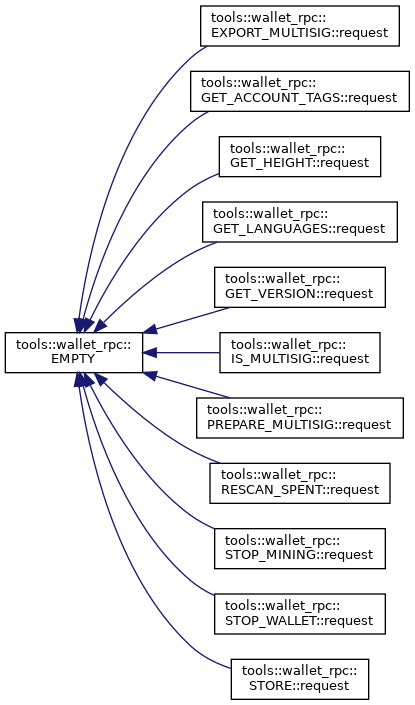 tools::wallet_rpc::
EXPORT_MULTISIG::request
tools::wallet_rpc::
GET_ACCOUNT_TAGS::request
tools::wallet_rpc::
GET_HEIGHT::request
tools::wallet_rpc::
GET_LANGUAGES::request
tools::wallet_rpc::
GET_VERSION::request
tools::wallet_rpc::
EMPTY
tools::wallet_rpc::
IS_MULTISIG::request
tools::wallet_rpc::
PREPARE_MULTISIG::request
tools::wallet_rpc::
RESCAN_SPENT::request
tools::wallet_rpc::
STOP_MINING::request
tools::wallet_rpc::
STOP_WALLET::request
tools::wallet_rpc::
STORE::request